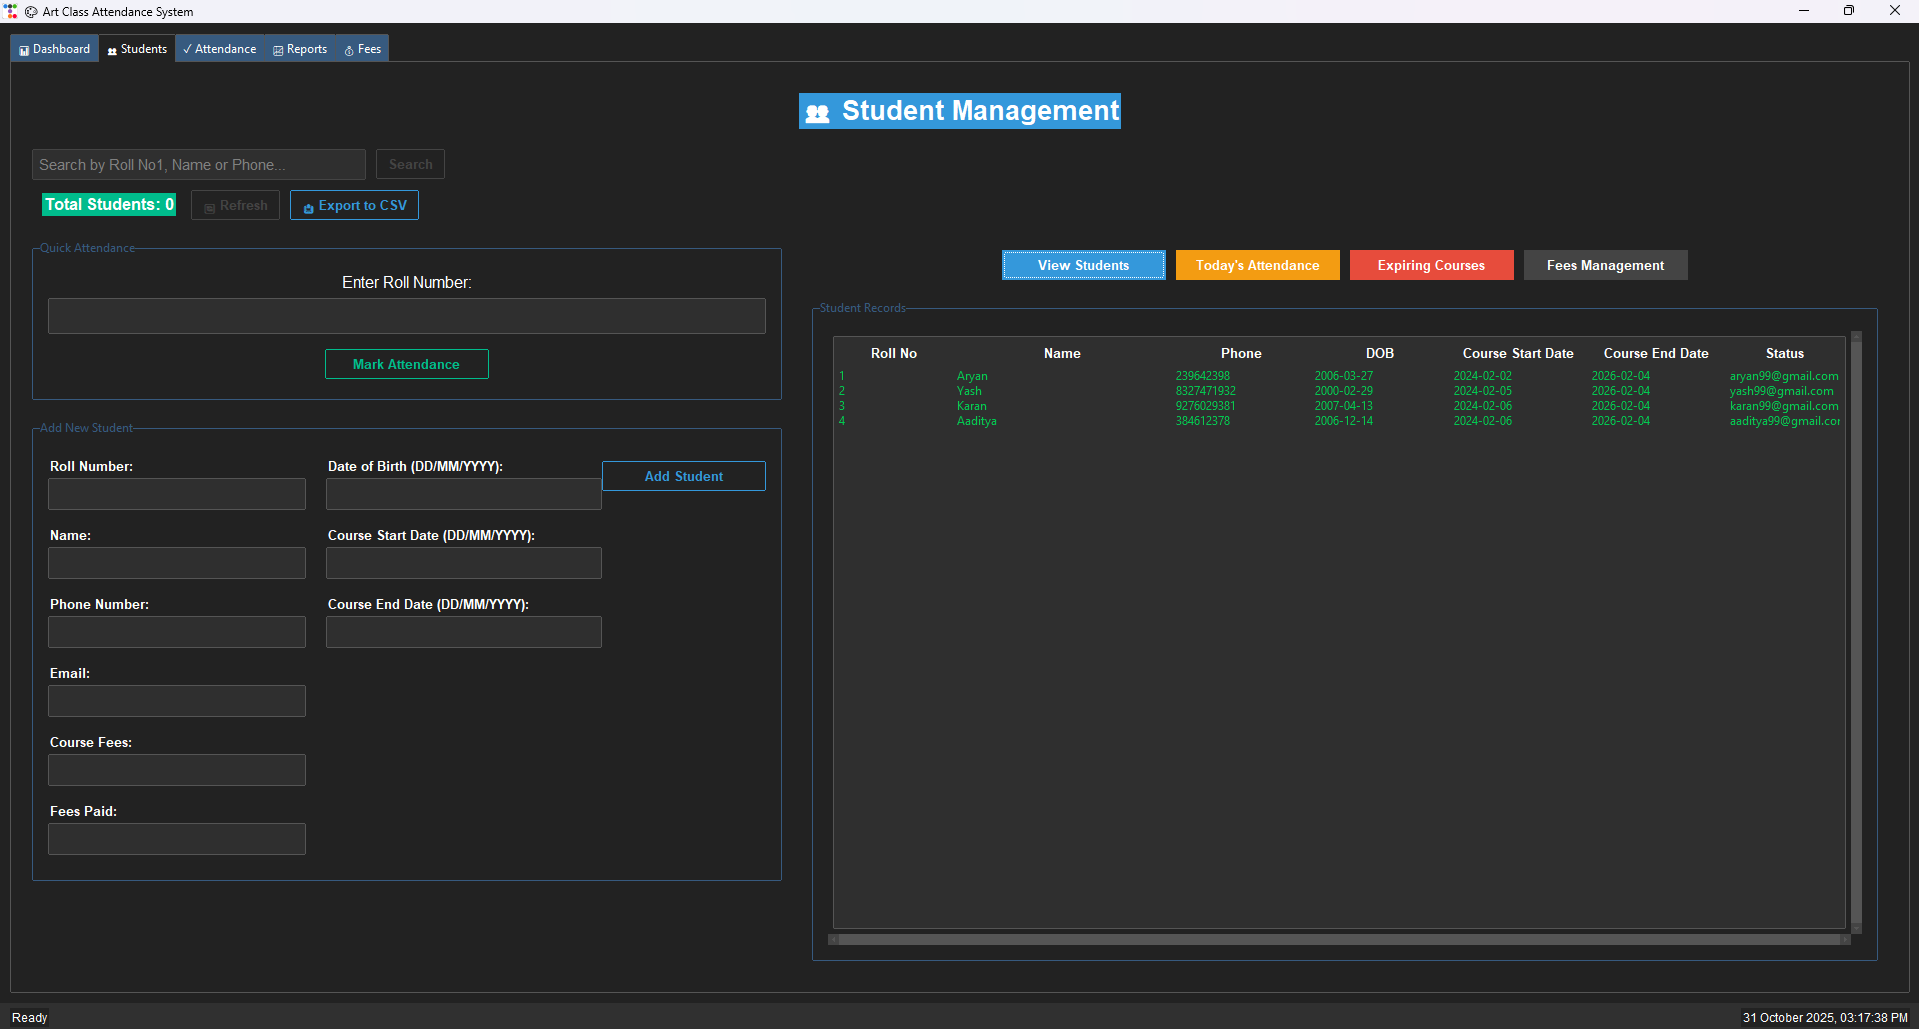 Art Class Attendance System
Dashboard Students ✓ Attendance Reports Fees
Student Management
Search by Roll No1, Name or Phone... Search
Total Students: 0 Refresh Export to CSV
Quick Attendance
Enter Roll Number:
Mark Attendance
Add New Student
Roll Number: Date of Birth (DD/MM/YYYY): Add Student
Name: Course Start Date (DD/MM/YYYY):
Phone Number: Course End Date (DD/MM/YYYY):
Email:
Course Fees:
Fees Paid:
View Students Today's Attendance Expiring Courses Fees Management
Student Records
Roll No Name Phone DOB Course Start Date Course End Date Status
1 Aryan 239642398 2006-03-27 2024-02-02 2026-02-04 aryan99@gmail.com
2 Yash 8327471932 2000-02-29 2024-02-05 2026-02-04 yash99@gmail.com
3 Karan 9276029381 2007-04-13 2024-02-06 2026-02-04 karan99@gmail.com
4 Aaditya 384612378 2006-12-14 2024-02-06 2026-02-04 aaditya99@gmail.cor
Ready 31 October 2025, 03:17:38 PM